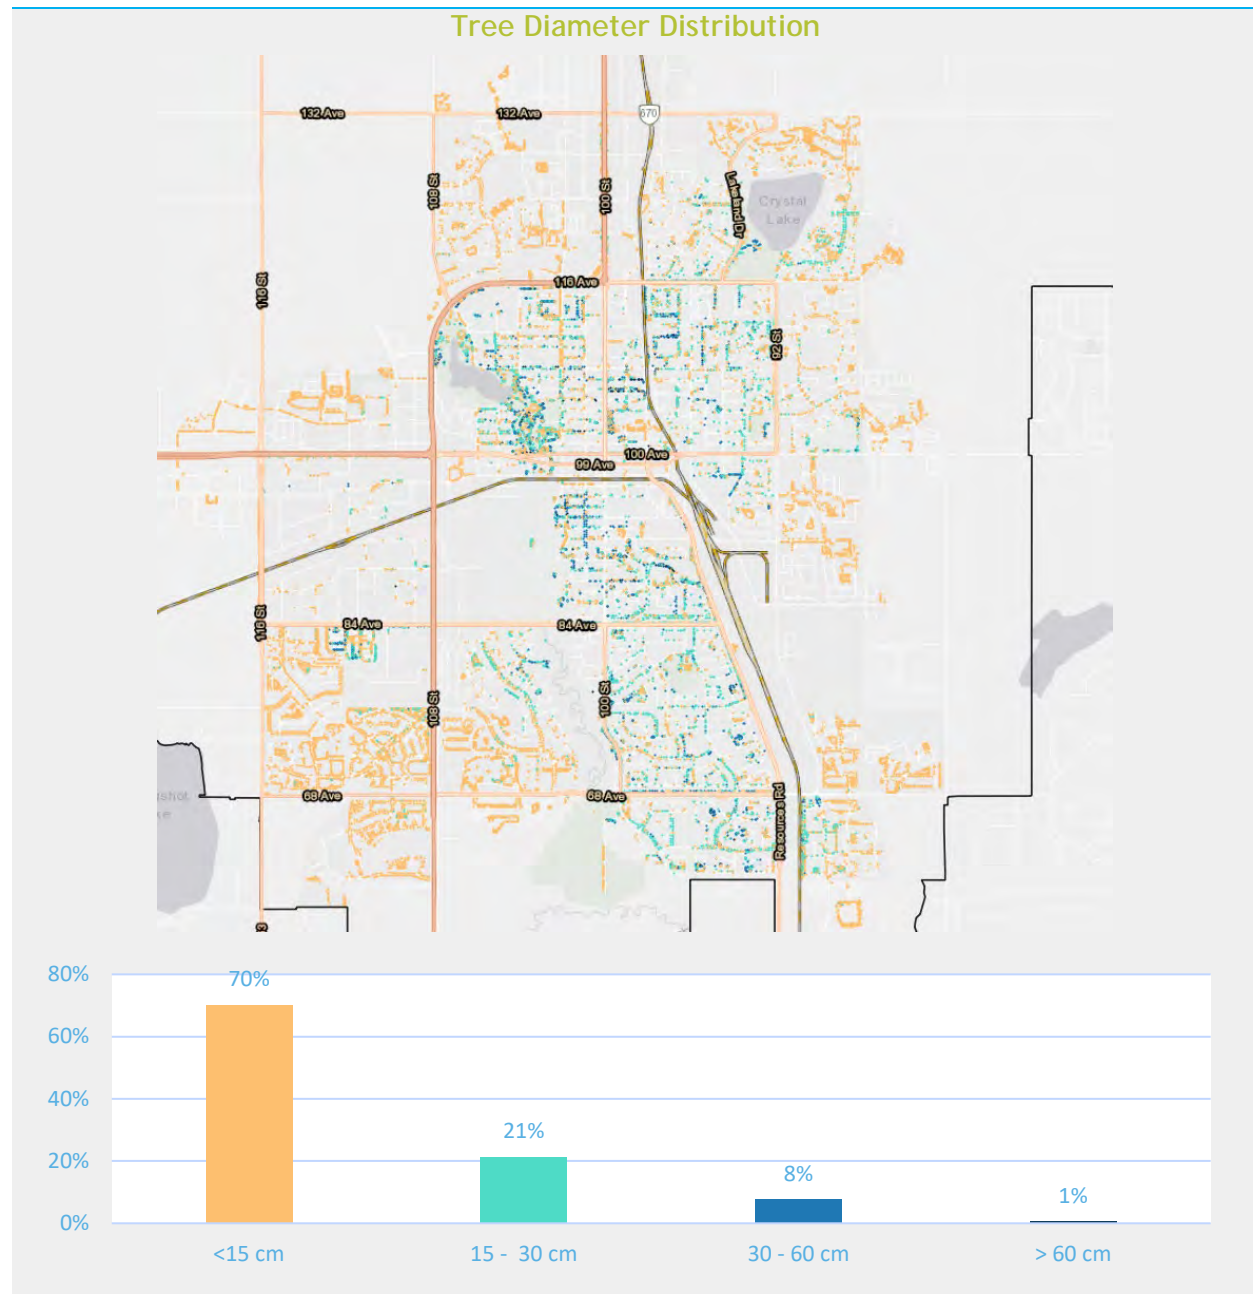 Tree Diameter Distribution
132 Ave
132 Ave
670
108 St
100 St
Lakeland Dr
Crystal
Lake
116 St
116 Ave
92 St
100 Ave
99 Ave
116 St
84 Ave
84 Ave
108 St
100 St
68 Ave
68 Ave
Resources Rd
80%
70%
60%
40%
21%
20%
8%
1%
0%
<15 cm
15 - 30 cm
30 - 60 cm
> 60 cm